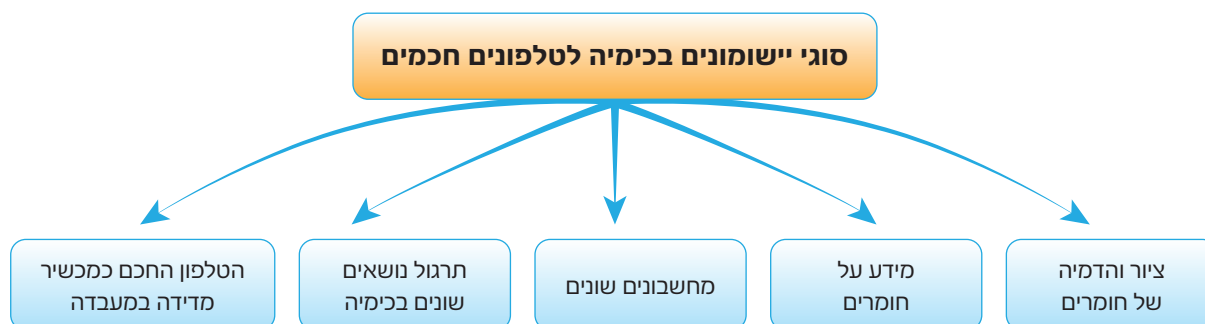 סוגי יישומונים בכימיה לטלפונים חכמים
ציור והדמיה
של חומרים
מידע על
חומרים
מחשבונים שונים
תרגול נושאים
שונים בכימיה
הטלפון החכם כמכשיר
מדידה במעבדה